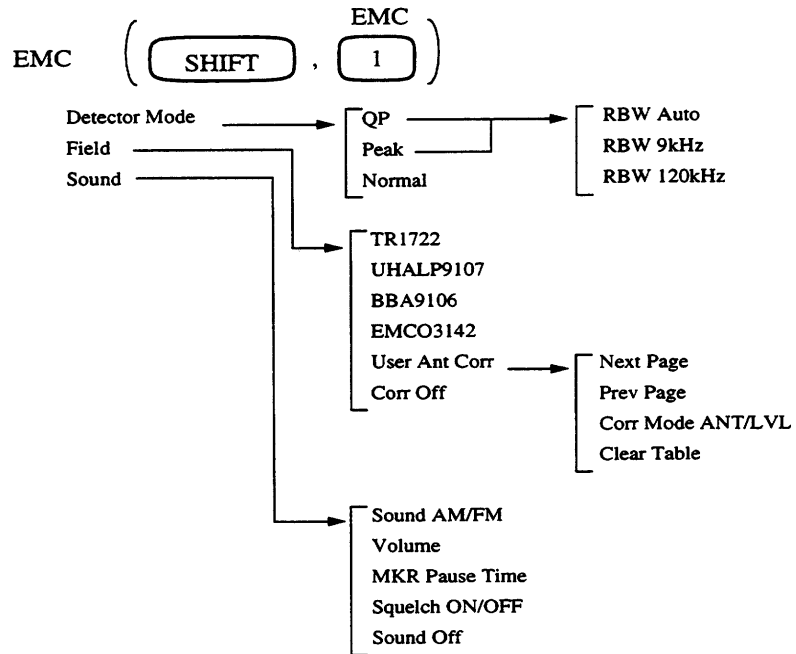 EMC
EMC ( SHIFT , 1 )
Detector Mode
Field
Sound
QP
Peak
Normal
RBW Auto
RBW 9kHz
RBW 120kHz
TR1722
UHALP9107
BBA9106
EMCO3142
User Ant Corr
Corr Off
Next Page
Prev Page
Corr Mode ANT/LVL
Clear Table
Sound AM/FM
Volume
MKR Pause Time
Squelch ON/OFF
Sound Off